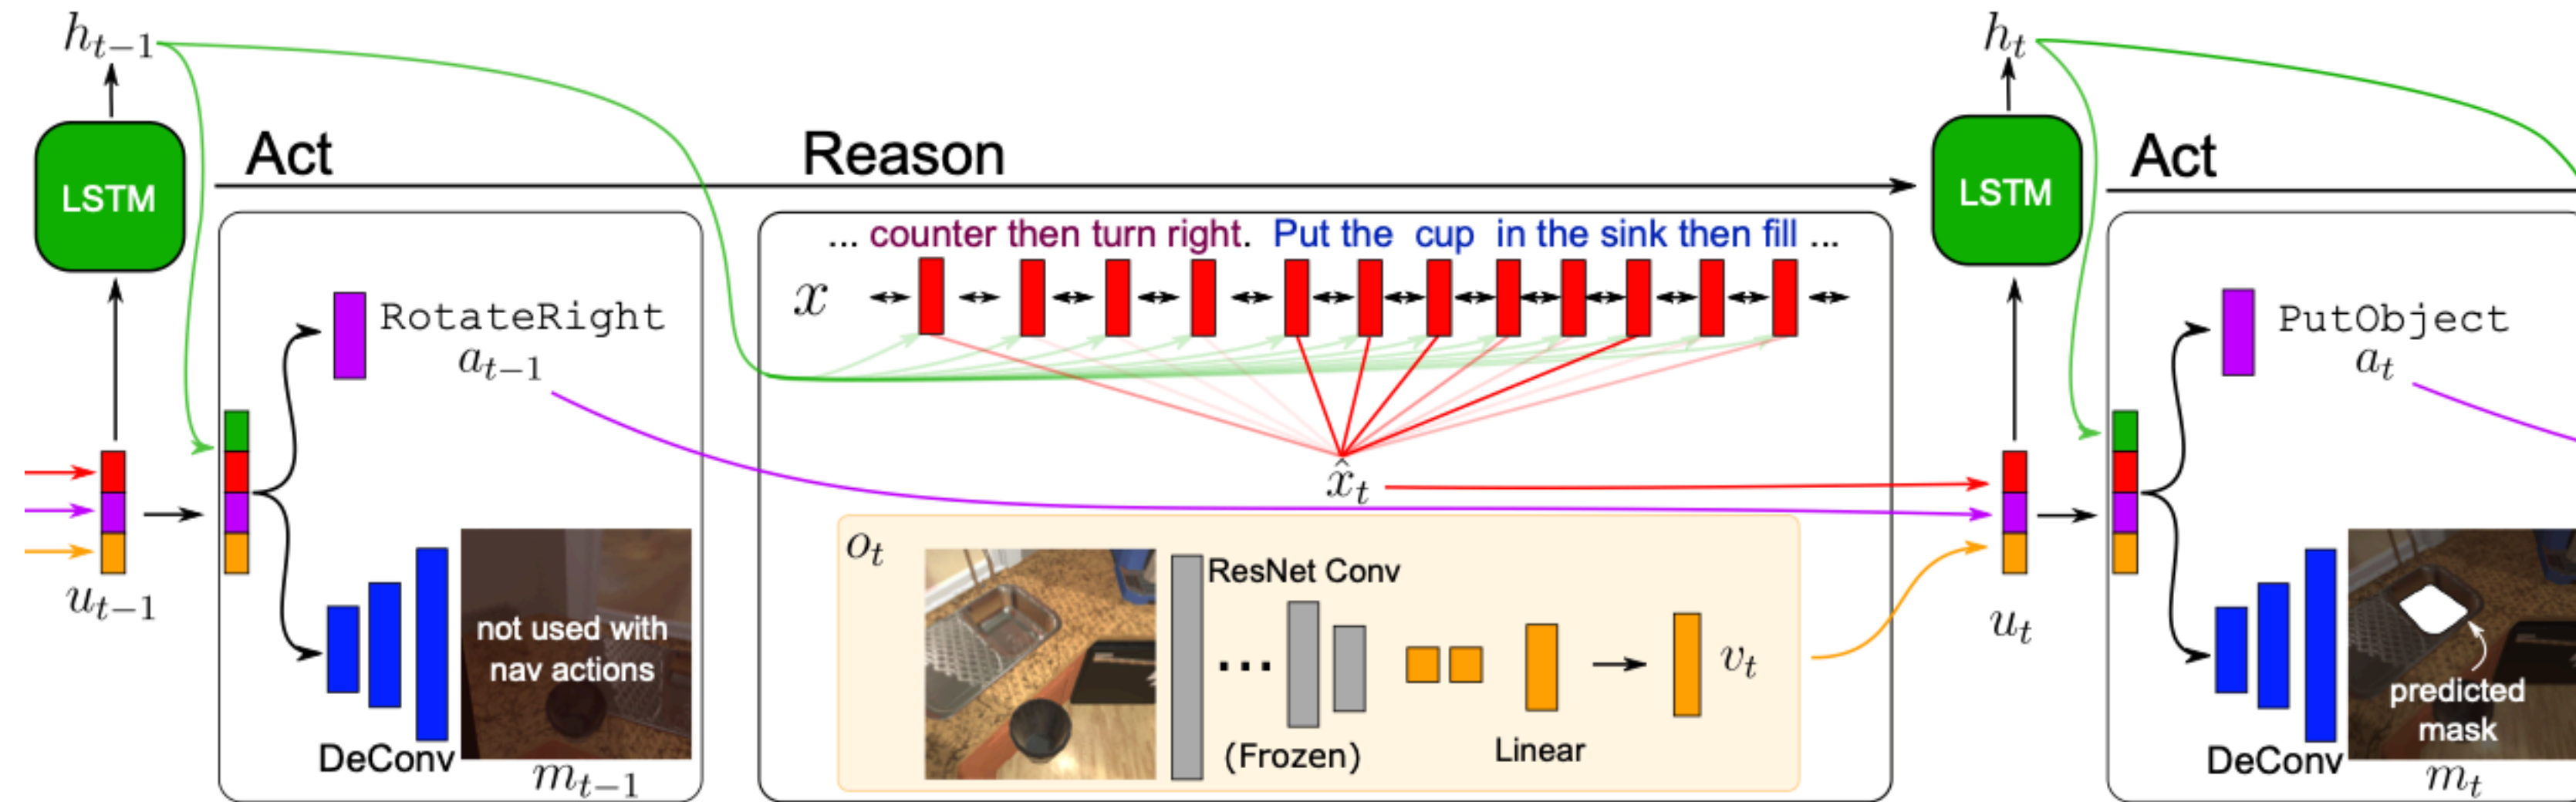 h_{t-1}
LSTM
Act
RotateRight
a_{t-1}
u_{t-1}
not used with
nav actions
DeConv
m_{t-1}
Reason
... counter then turn right. Put the cup in the sink then fill ...
x
x̂_t
o_t
ResNet Conv
...
(Frozen)
Linear
v_t
h_t
LSTM
Act
PutObject
a_t
u_t
predicted
mask
DeConv
m_t